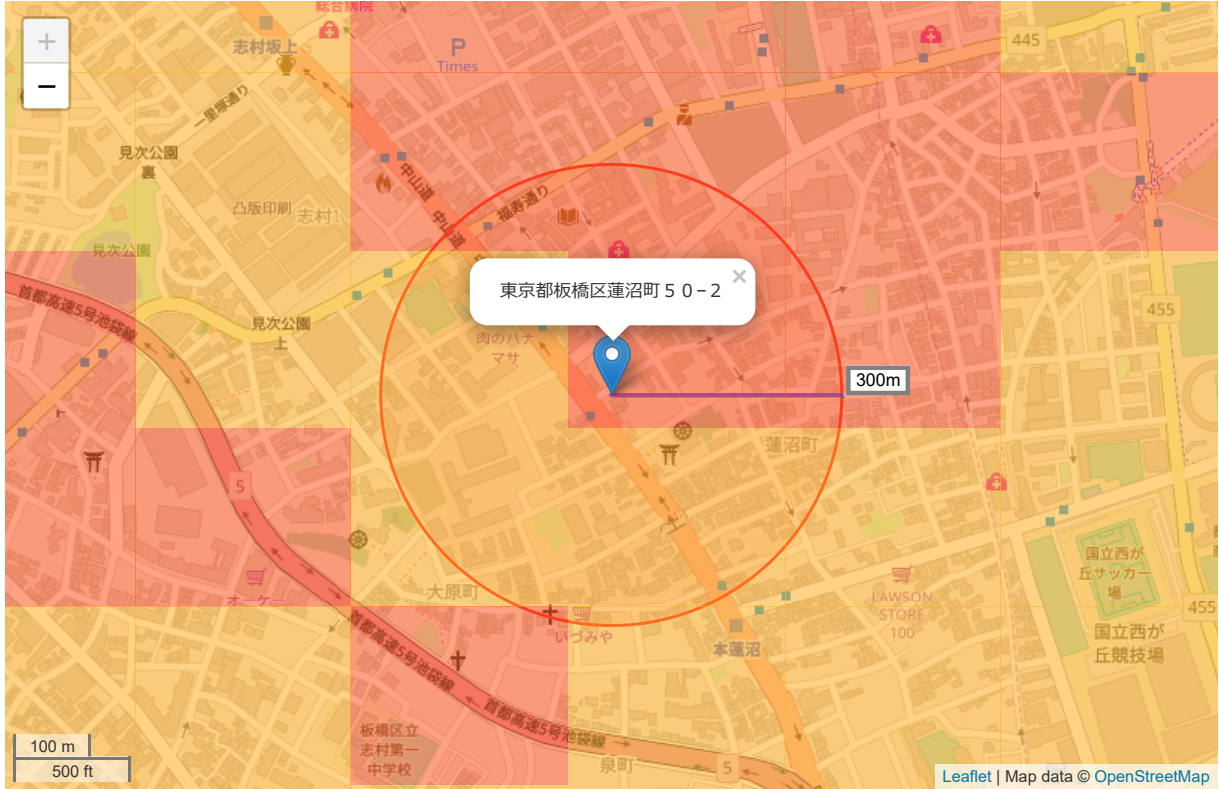 総合病院
+
−
志村坂上
P
Times
445
一里塚通り
見次公園
裏
中山道
中山道
福寿通り
凸版印刷
志村1
見次公園
×
東京都板橋区蓮沼町５０−２
首都高速5号池袋線
455
見次公園
上
肉のハナ
マサ
300m
蓮沼町
5
国立西が
丘サッカー
場
大原町
オーケー
LAWSON
STORE
100
455
いづみや
本蓮沼
国立西が
丘競技場
首都高速5号池袋線
首都高速5号池袋線
板橋区立
志村第一
中学校
泉町
5
100 m
500 ft
Leaflet | Map data © OpenStreetMap